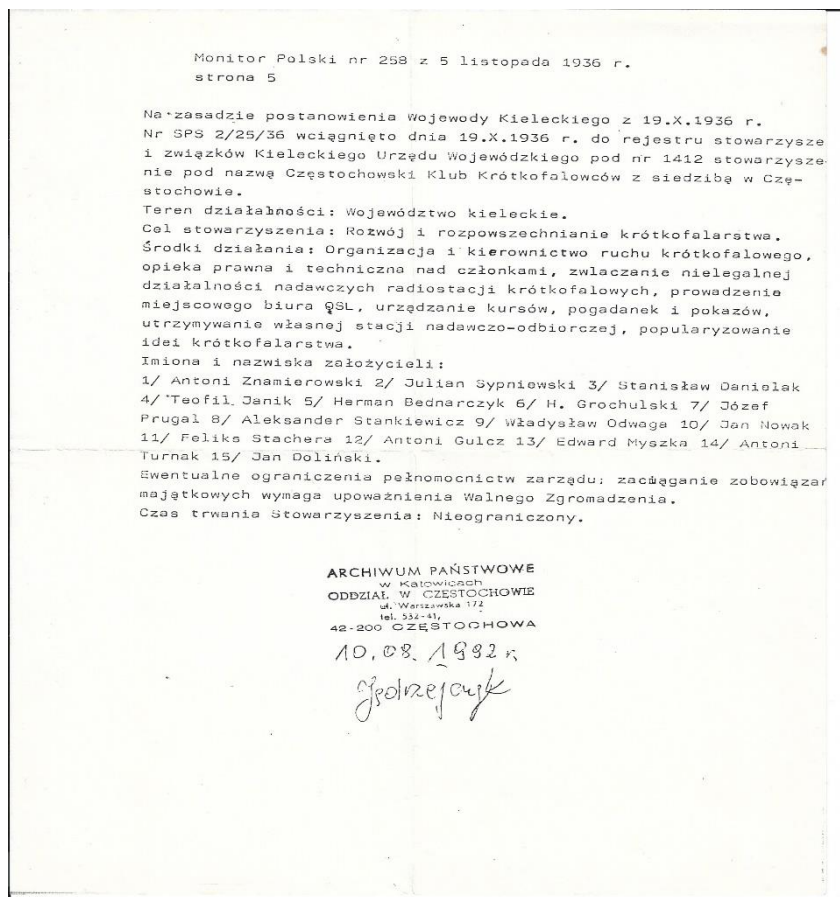 Monitor Polski nr 258 z 5 listopada 1936 r.
strona 5
Na zasadzie postanowienia Wojewody Kieleckiego z 19.X.1936 r.
Nr SPS 2/25/36 wciągnięto dnia 19.X.1936 r. do rejestru stowarzysze
i związków Kieleckiego Urzędu Wojewódzkiego pod nr 1412 stowarzysze-
nie pod nazwą Częstochowski Klub Krótkofalowców z siedzibą w Czę-
stochowie.
Teren działalności: Województwo kieleckie.
Cel stowarzyszenia: Rozwój i rozpowszechnianie krótkofalarstwa.
Środki działania: Organizacja i kierownictwo ruchu krótkofalowego,
opieka prawna i techniczna nad członkami, zwlaczanie nielegalnej
działalności nadawczych radiostacji krótkofalowych, prowadzenia
miejscowego biura QSL, urządzanie kursów, pogadanek i pokazów,
utrzymywanie własnej stacji nadawczo-odbiorczej, popularyzowanie
idei krótkofalarstwa.
Imiona i nazwiska założycieli:
1/ Antoni Znamierowski 2/ Julian Sypniewski 3/ Stanisław Danielak
4/ Teofil Janik 5/ Herman Bednarczyk 6/ H. Grochulski 7/ Józef
Prugal 8/ Aleksander Stankiewicz 9/ Władysław Odwaga 10/ Jan Nowak
11/ Feliks Stachera 12/ Antoni Gulcz 13/ Edward Myszka 14/ Antoni
Turnak 15/ Jan Doliński.
Ewentualne ograniczenia pełnomocnictw zarządu: zaciąganie zobowiązań
majątkowych wymaga upoważnienia Walnego Zgromadzenia.
Czas trwania Stowarzyszenia: Nieograniczony.
ARCHIWUM PAŃSTWOWE
w Katowicach
ODDZIAŁ W CZĘSTOCHOWIE
ul. Warszawska 172
tel. 532-41,
42-200 CZĘSTOCHOWA
10.08.1992 r.
Jędrzejczyk